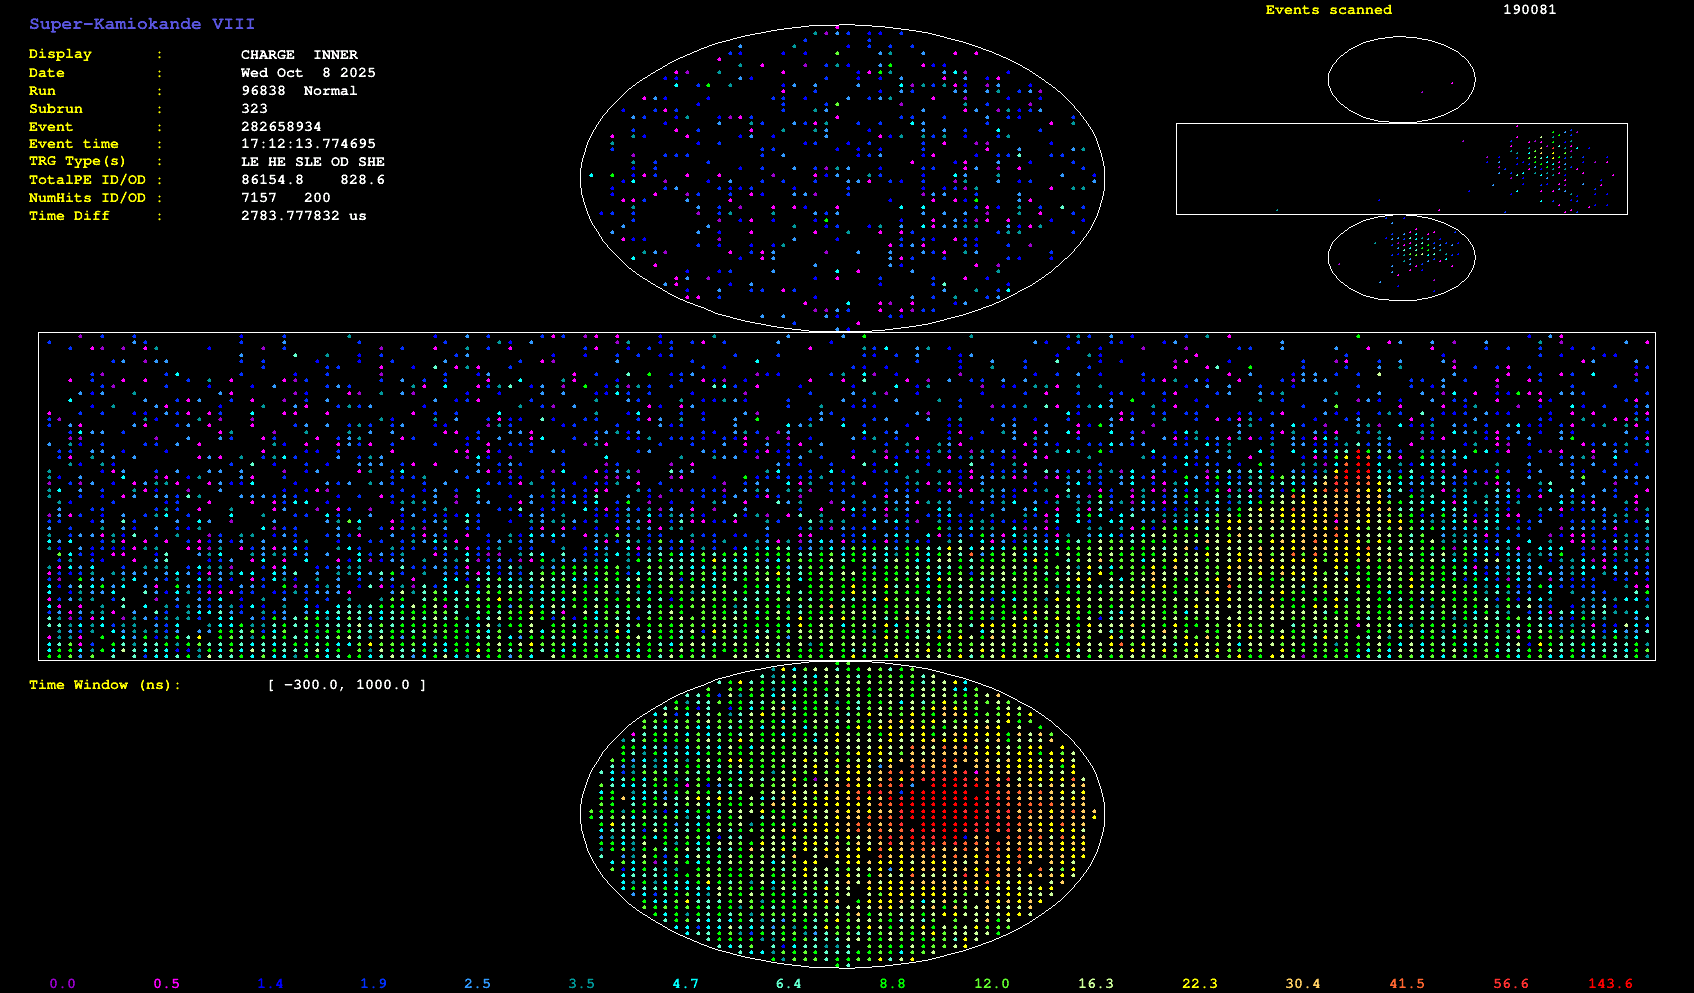 Super-Kamiokande VIII
Events scanned 190081
Display : CHARGE INNER
Date : Wed Oct 8 2025
Run : 96838 Normal
Subrun : 323
Event : 282658934
Event time : 17:12:13.774695
TRG Type(s) : LE HE SLE OD SHE
TotalPE ID/OD : 86154.8 828.6
NumHits ID/OD : 7157 200
Time Diff : 2783.777832 us
Time Window (ns): [ -300.0, 1000.0 ]
0.0 0.5 1.4 1.9 2.5 3.5 4.7 6.4 8.8 12.0 16.3 22.3 30.4 41.5 56.6 143.6